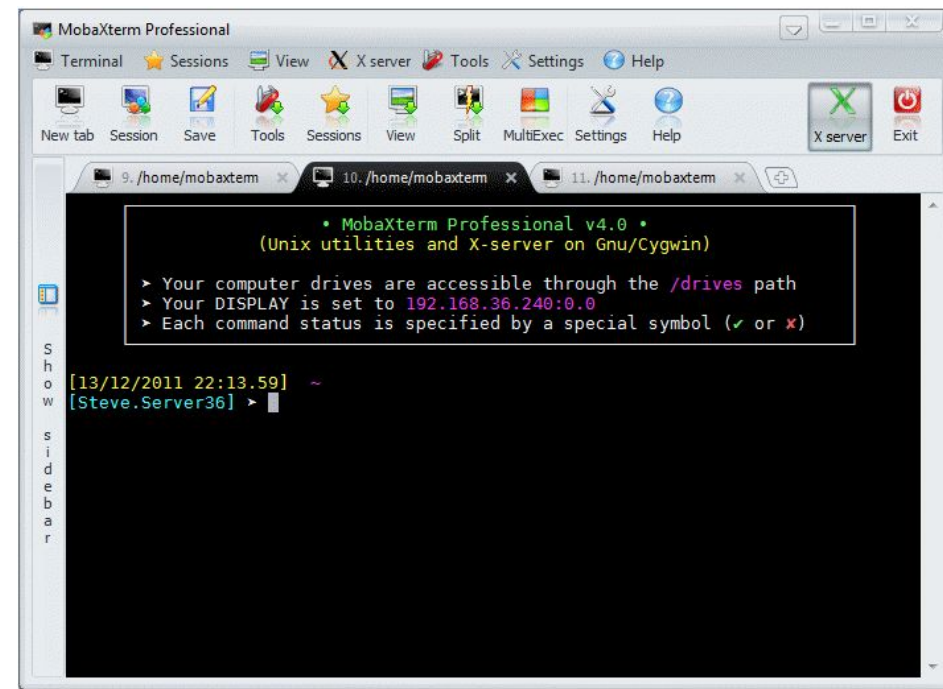 MobaXterm Professional
Terminal Sessions View X server Tools Settings Help
New tab Session Save Tools Sessions View Split MultiExec Settings Help X server Exit
9. /home/mobaxterm 10. /home/mobaxterm 11. /home/mobaxterm
• MobaXterm Professional v4.0 •
(Unix utilities and X-server on Gnu/Cygwin)
➤ Your computer drives are accessible through the /drives path
➤ Your DISPLAY is set to 192.168.36.240:0.0
➤ Each command status is specified by a special symbol (✔ or ✘)
Show sidebar
[13/12/2011 22:13.59] ~
[Steve.Server36] ➤